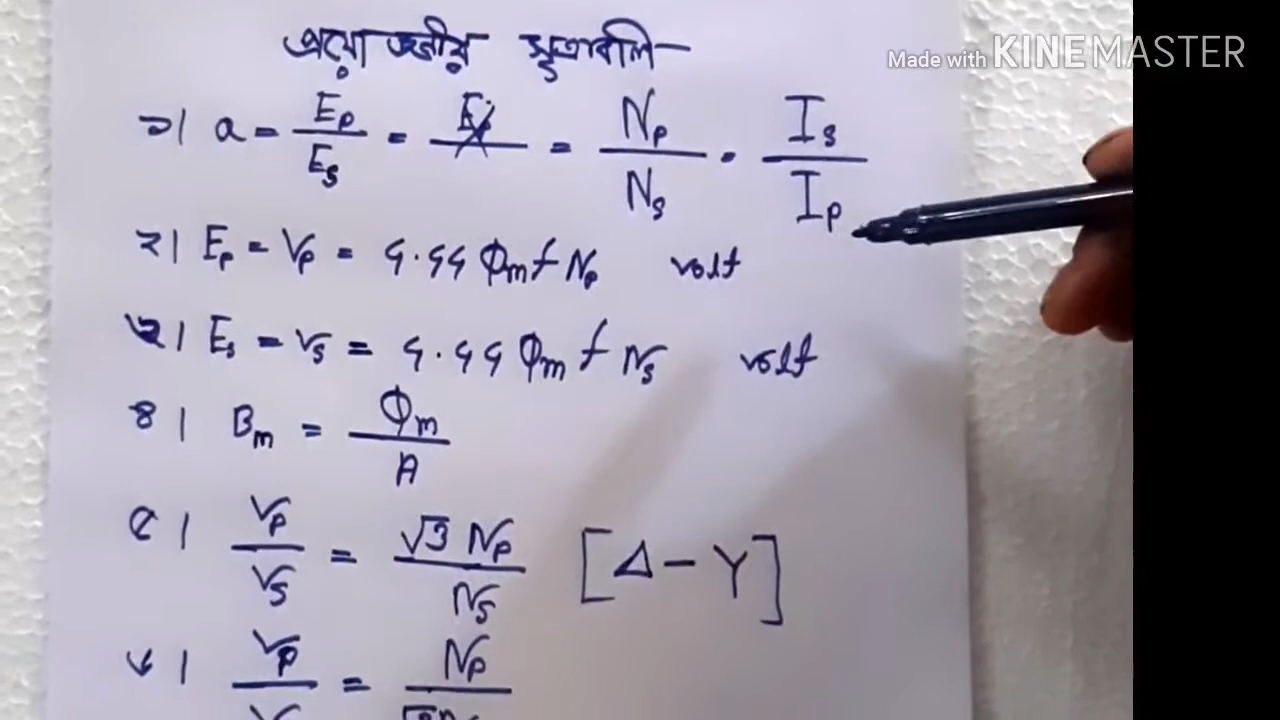 Made with KINEMASTER
প্রয়োজনীয় সূত্রাবলি
১। a = Ep/Es = = Np/Ns = Is/Ip
২। Ep = Vp = 4.44 Φm f Np volt
৩। Es = Vs = 4.44 Φm f Ns volt
৪। Bm = Φm/A
৫। Vp/Vs = √3 Np/Ns [Δ - Y]
৬। Vp/ = Np/